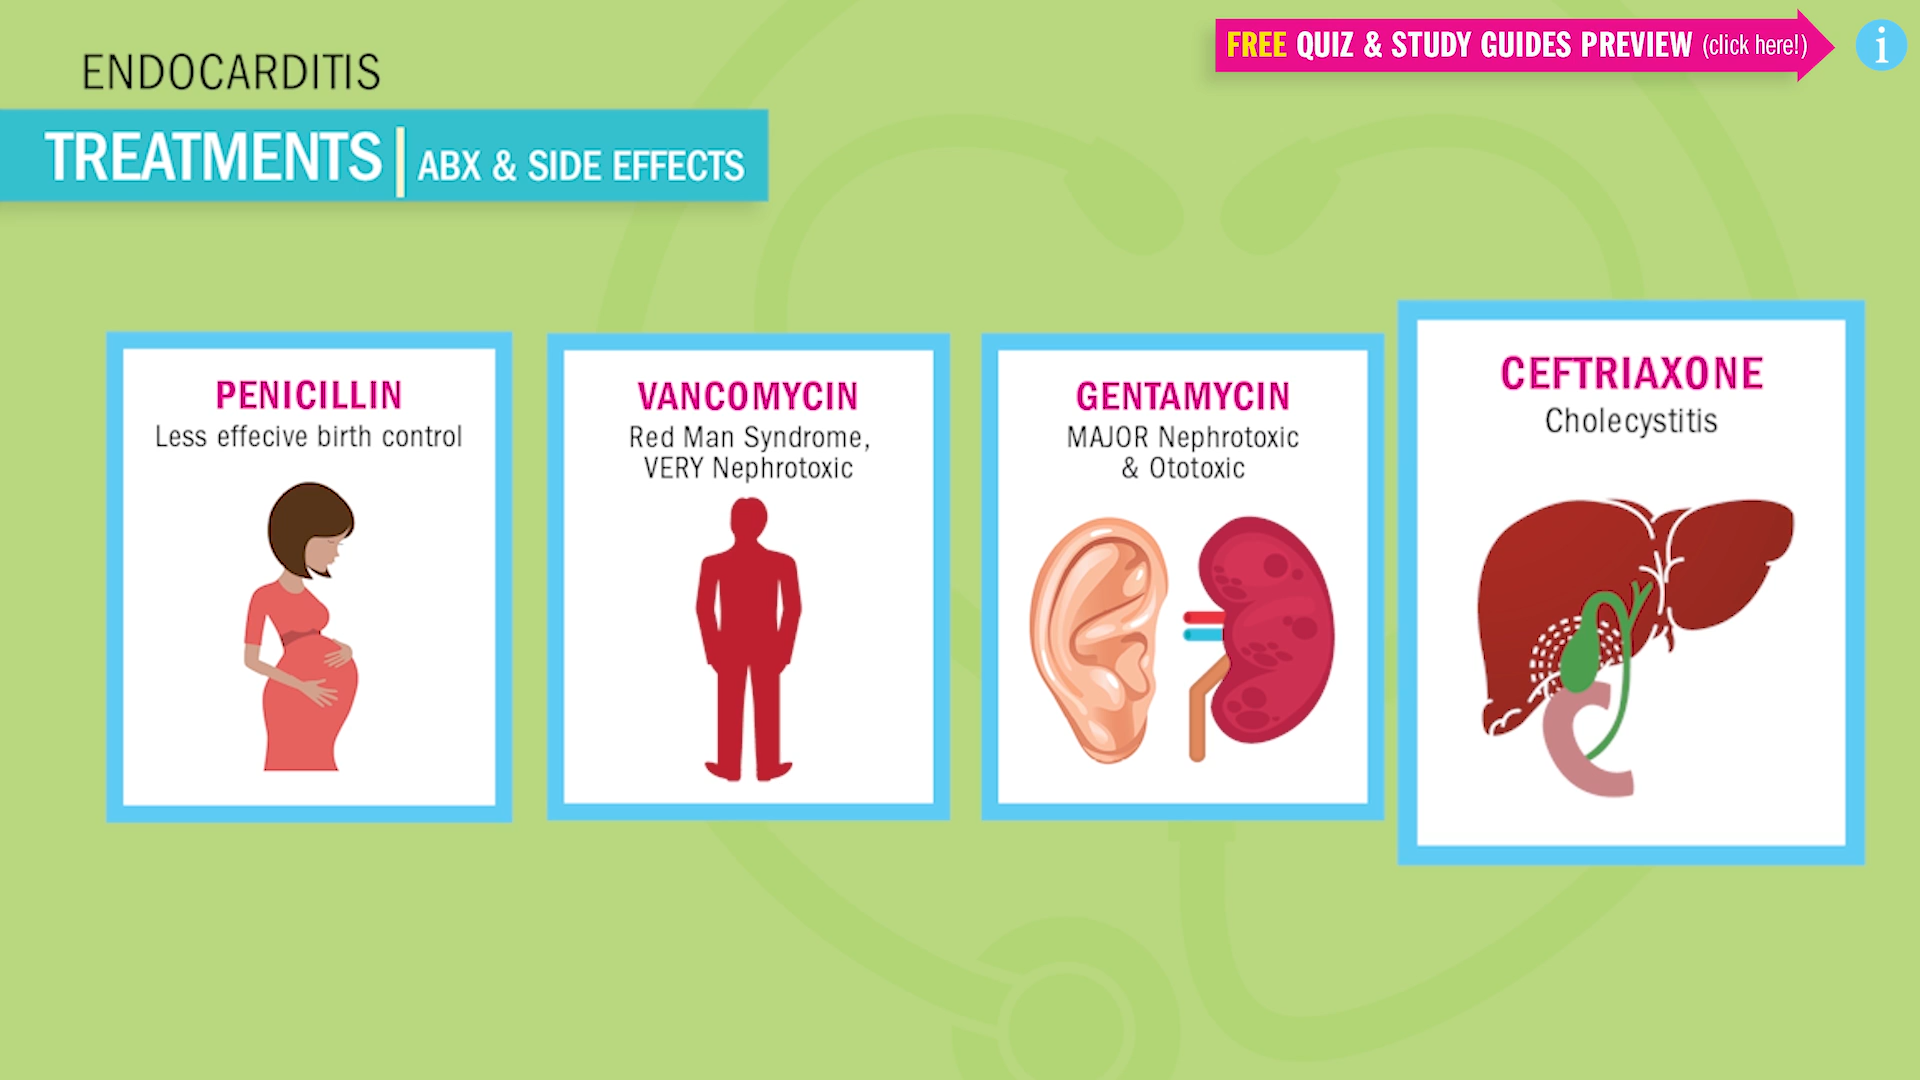 FREE QUIZ & STUDY GUIDES PREVIEW (click here!)
i
ENDOCARDITIS
TREATMENTS | ABX & SIDE EFFECTS
PENICILLIN
Less effecive birth control
VANCOMYCIN
Red Man Syndrome,
VERY Nephrotoxic
GENTAMYCIN
MAJOR Nephrotoxic
& Ototoxic
CEFTRIAXONE
Cholecystitis